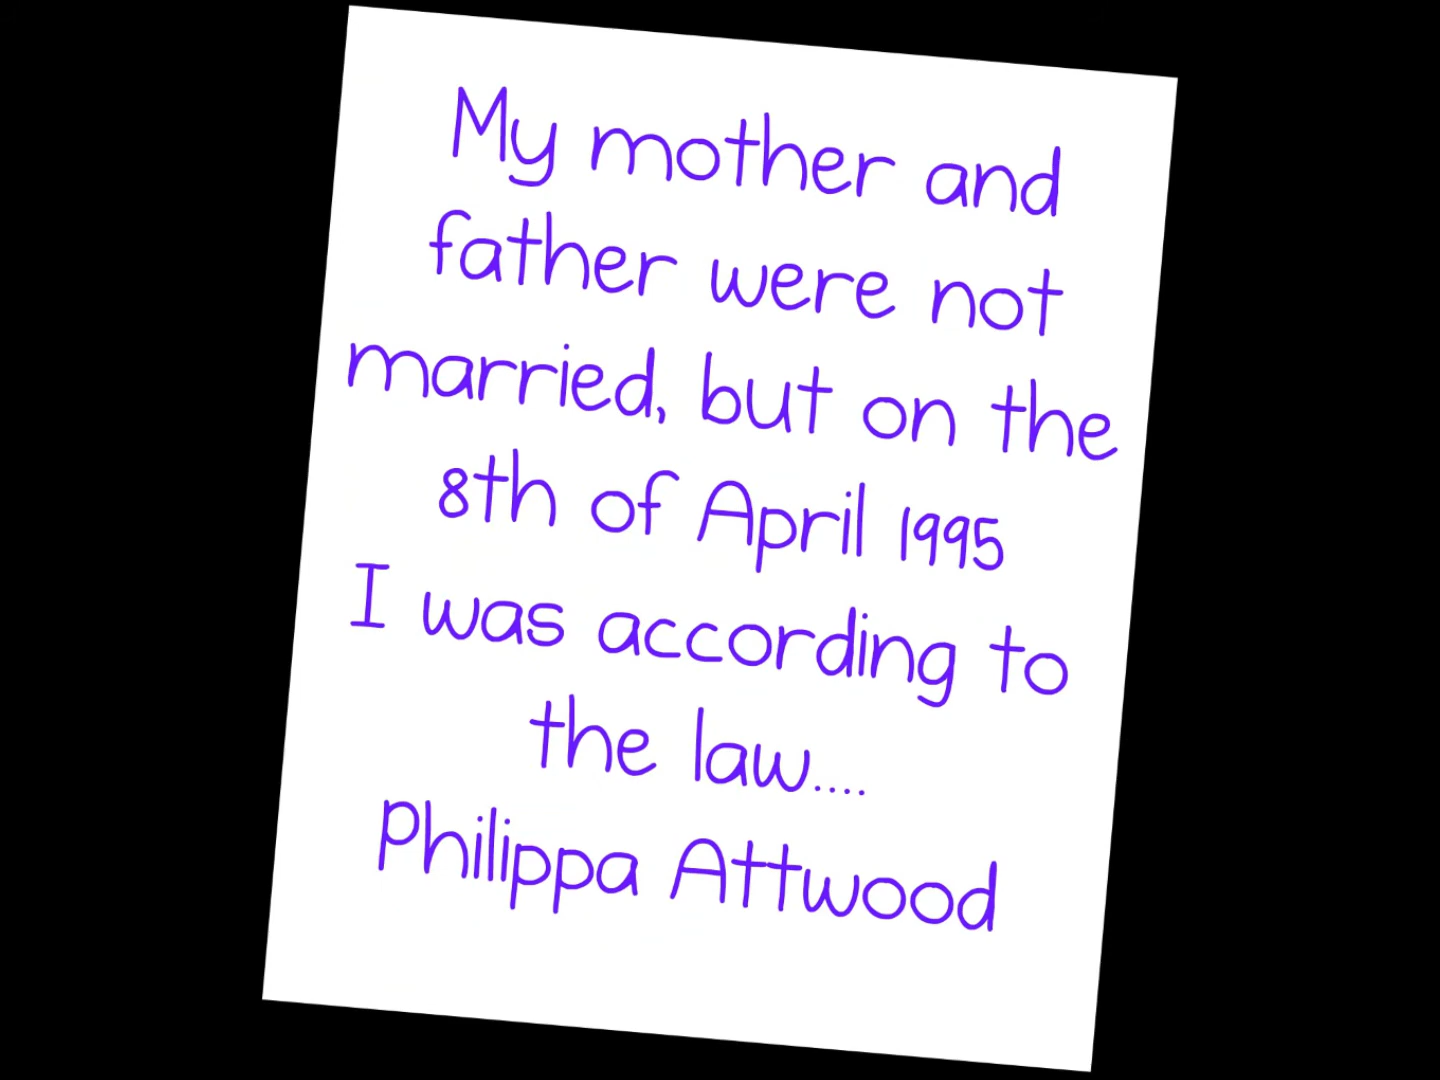 My mother and
father were not
married, but on the
8th of April 1995
I was according to
the law....
Philippa Attwood